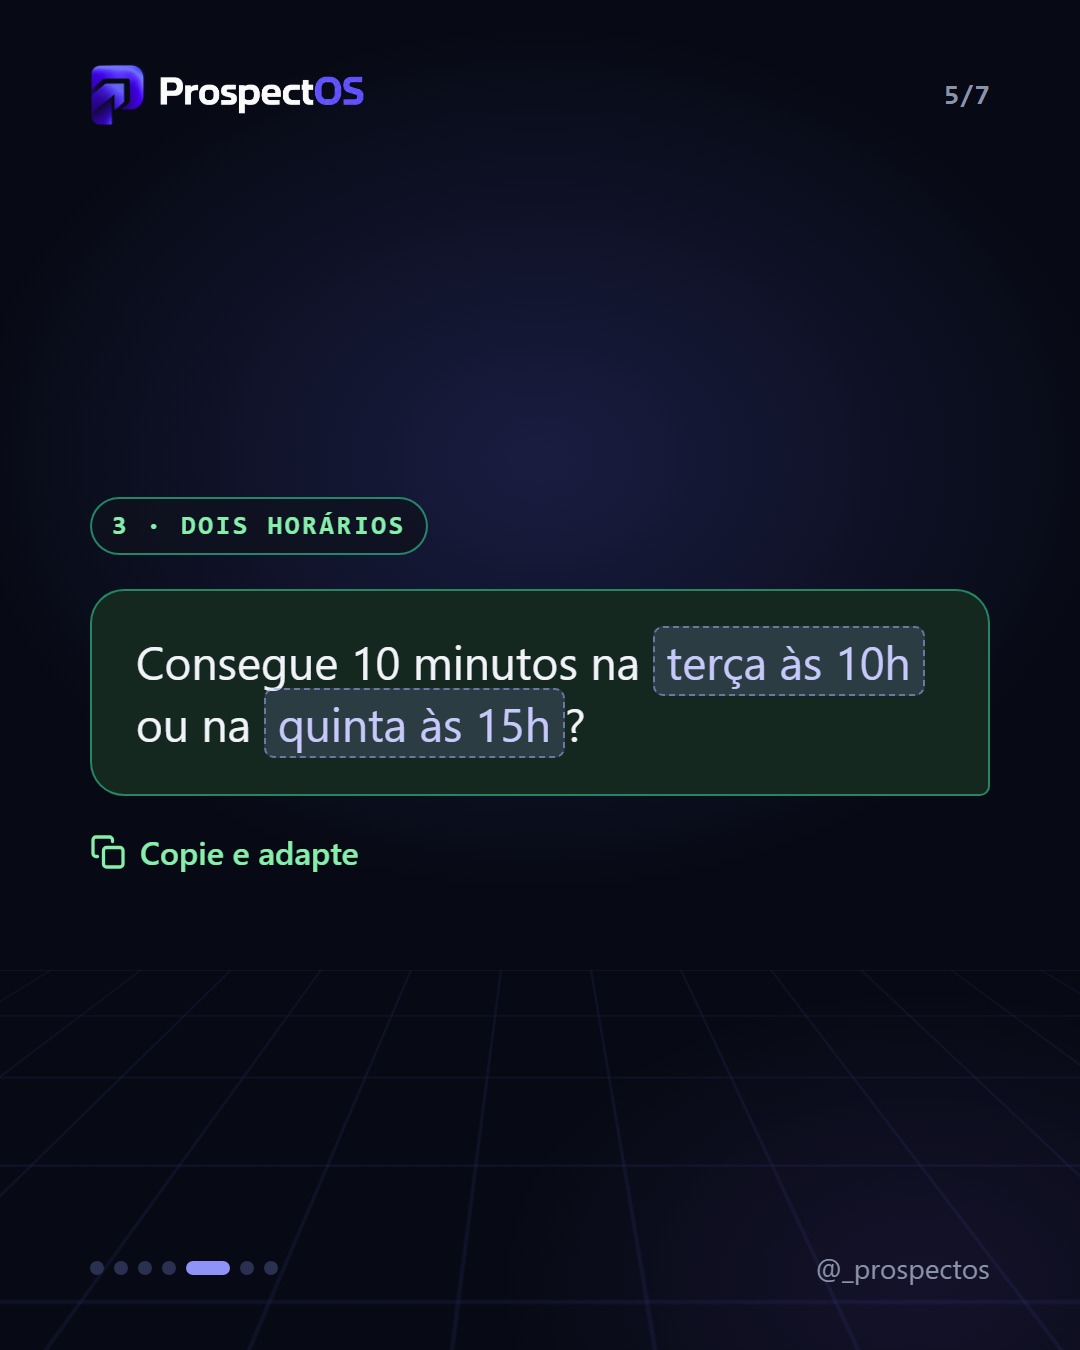 ProspectOS
5/7
3 · DOIS HORÁRIOS
Consegue 10 minutos na terça às 10h
ou na quinta às 15h?
Copie e adapte
@_prospectos